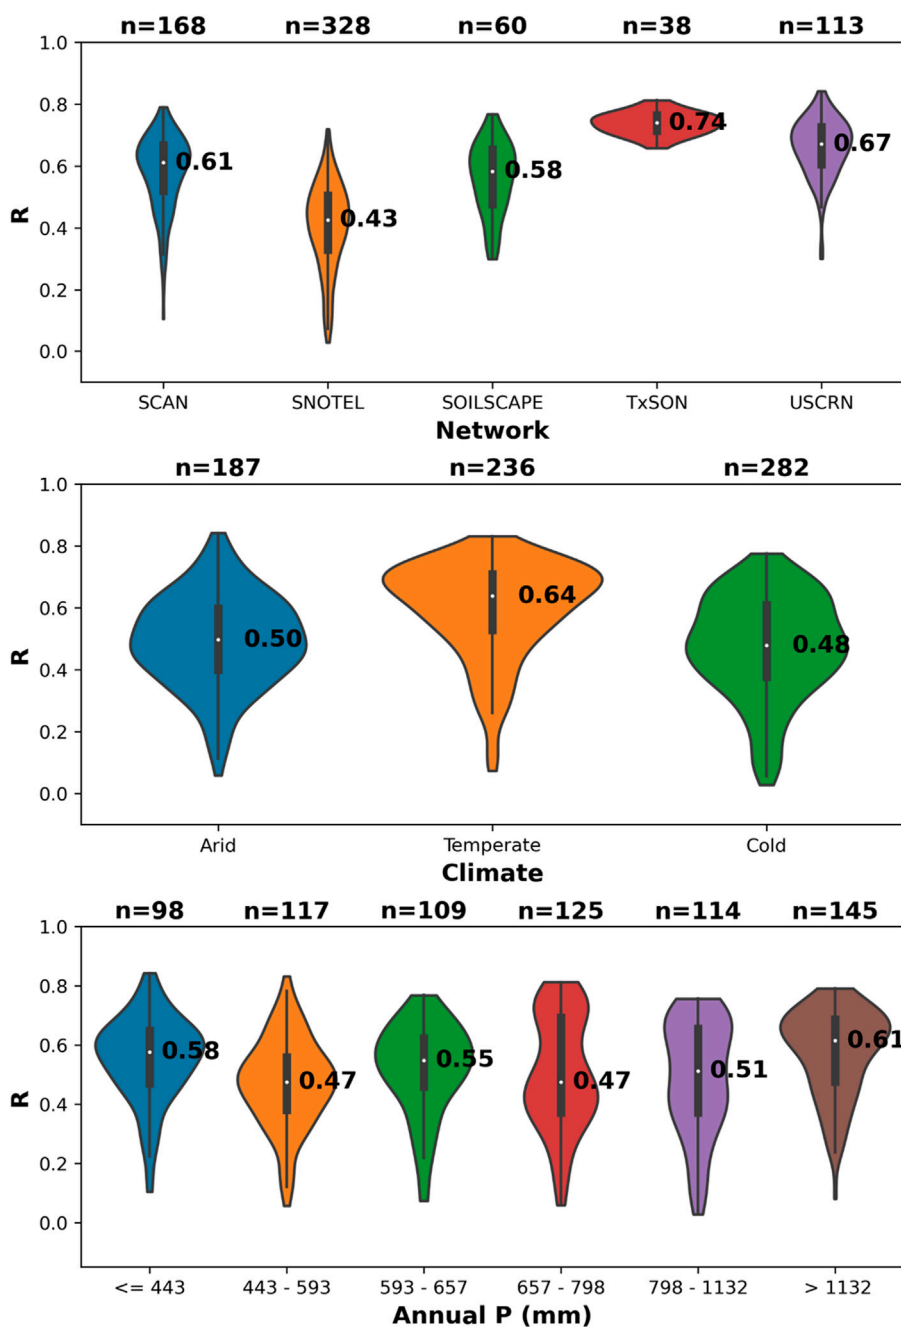 n=168 n=328 n=60 n=38 n=113
1.0
0.8
0.6
0.4
0.2
0.0
R
0.61
0.43
0.58
0.74
0.67
SCAN SNOTEL SOILSCAPE TxSON USCRN
Network
n=187 n=236 n=282
1.0
0.8
0.6
0.4
0.2
0.0
R
0.50
0.64
0.48
Arid Temperate Cold
Climate
n=98 n=117 n=109 n=125 n=114 n=145
1.0
0.8
0.6
0.4
0.2
0.0
R
0.58
0.47
0.55
0.47
0.51
0.61
<= 443 443 - 593 593 - 657 657 - 798 798 - 1132 > 1132
Annual P (mm)